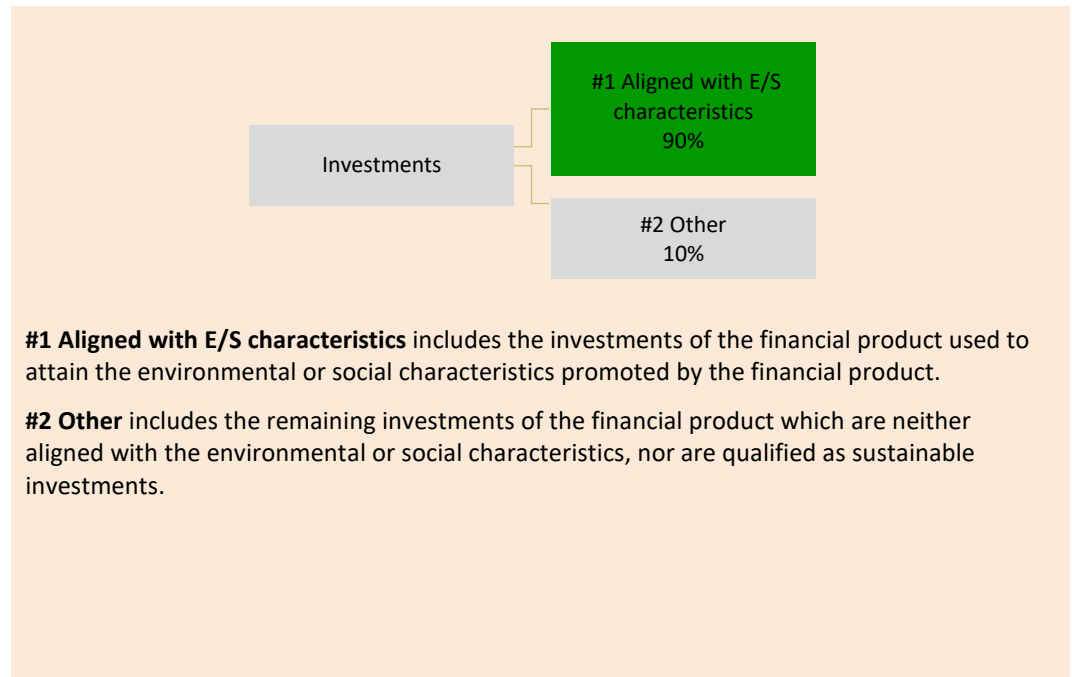 #1 Aligned with E/S
characteristics
90%
Investments
#2 Other
10%
#1 Aligned with E/S characteristics includes the investments of the financial product used to
attain the environmental or social characteristics promoted by the financial product.
#2 Other includes the remaining investments of the financial product which are neither
aligned with the environmental or social characteristics, nor are qualified as sustainable
investments.